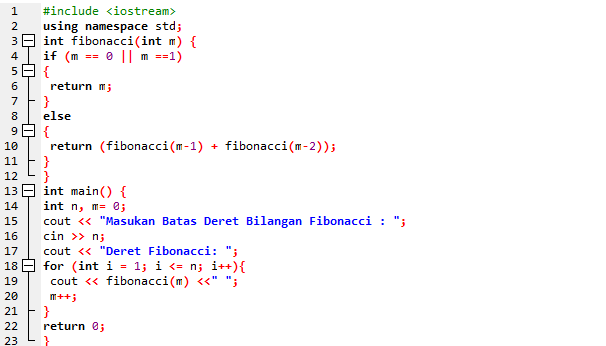 1 #include <iostream>
2 using namespace std;
3 int fibonacci(int m) {
4 if (m == 0 || m ==1)
5 {
6 return m;
7 }
8 else
9 {
10 return (fibonacci(m-1) + fibonacci(m-2));
11 }
12 }
13 int main() {
14 int n, m= 0;
15 cout << "Masukan Batas Deret Bilangan Fibonacci : ";
16 cin >> n;
17 cout << "Deret Fibonacci: ";
18 for (int i = 1; i <= n; i++){
19 cout << fibonacci(m) <<" ";
20 m++;
21 }
22 return 0;
23 }